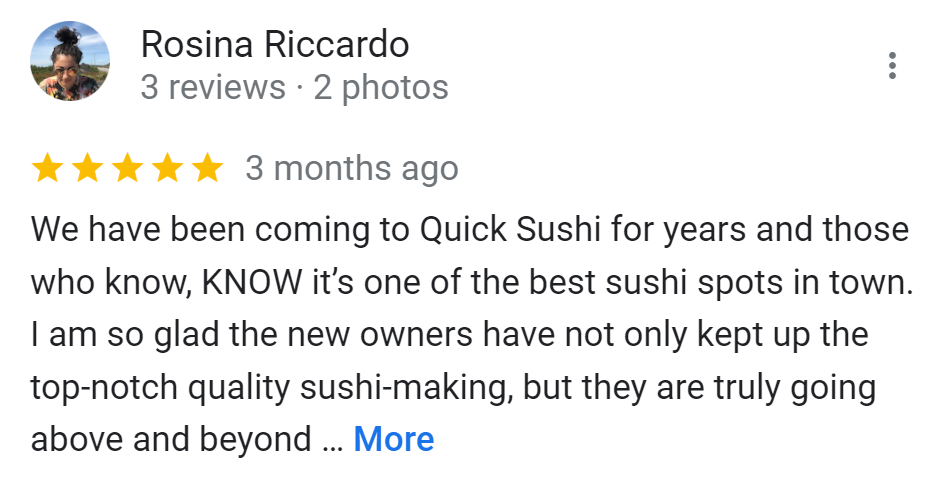 Rosina Riccardo
3 reviews · 2 photos
3 months ago
We have been coming to Quick Sushi for years and those
who know, KNOW it’s one of the best sushi spots in town.
I am so glad the new owners have not only kept up the
top-notch quality sushi-making, but they are truly going
above and beyond ... More